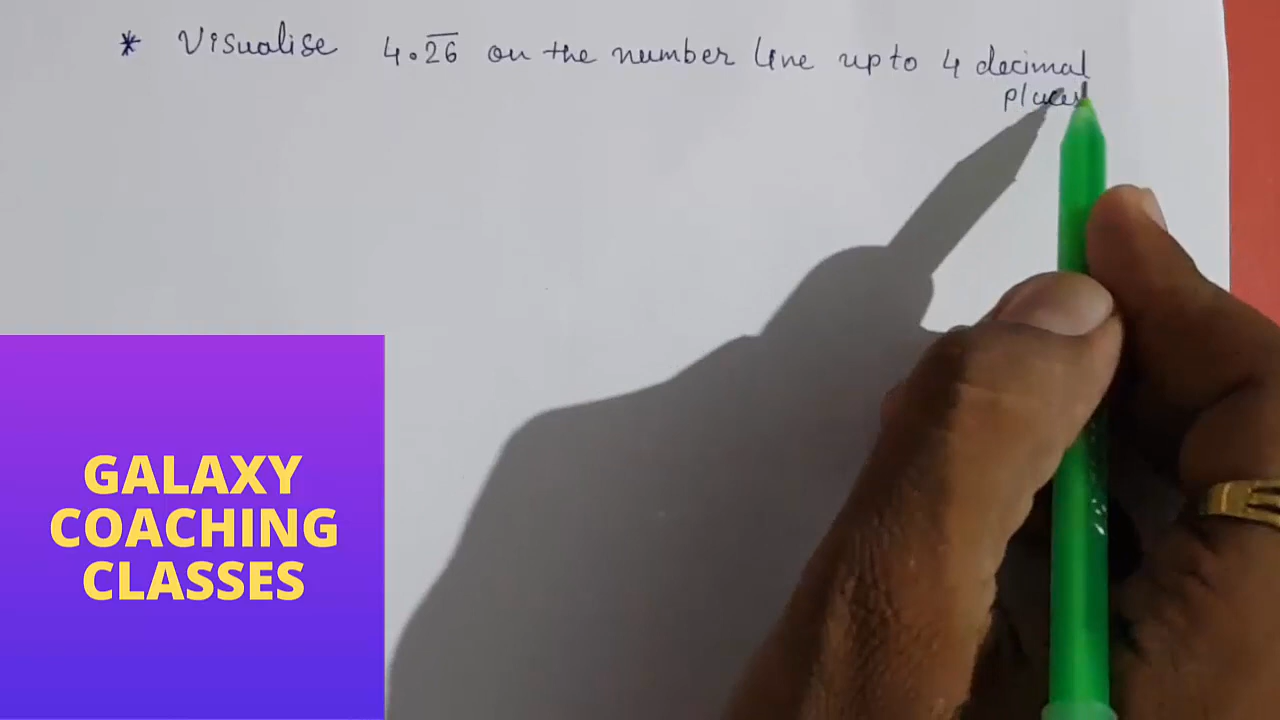 * Visualise 4.2̅6̅ on the number line upto 4 decimal
places
GALAXY
COACHING
CLASSES